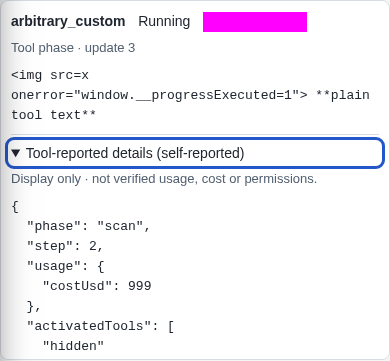 arbitrary_custom Running
Tool phase · update 3
<img src=x
onerror="window.__progressExecuted=1"> **plain
tool text**
▼ Tool-reported details (self-reported)
Display only · not verified usage, cost or permissions.
{
  "phase": "scan",
  "step": 2,
  "usage": {
    "costUsd": 999
  },
  "activatedTools": [
    "hidden"